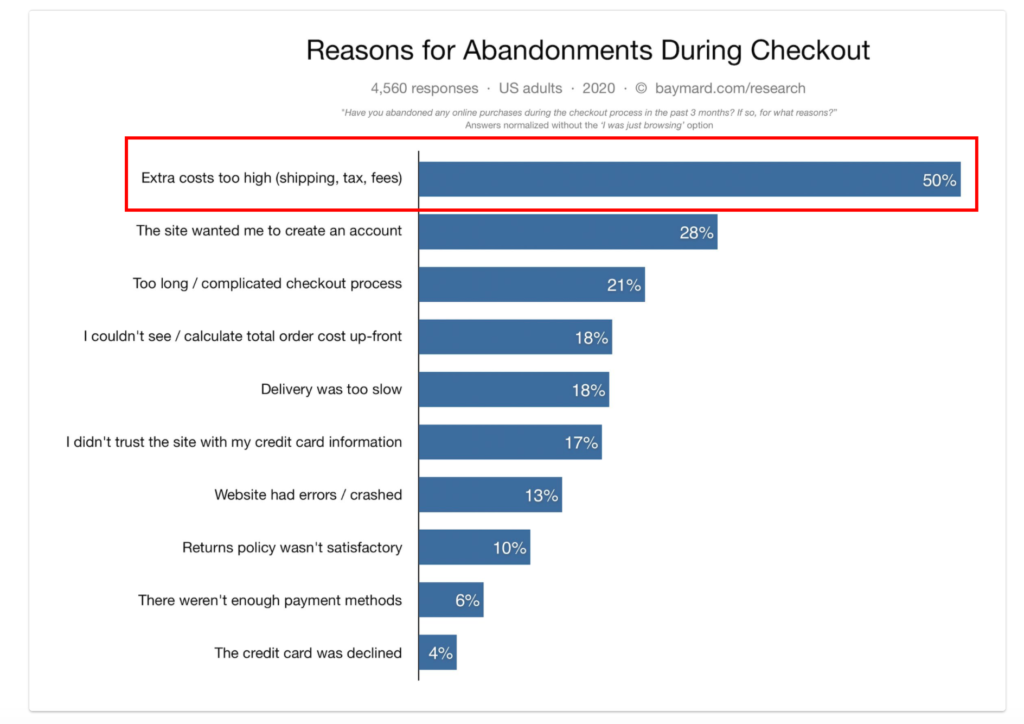 Reasons for Abandonments During Checkout
4,560 responses · US adults · 2020 · © baymard.com/research
"Have you abandoned any online purchases during the checkout process in the past 3 months? If so, for what reasons?"
Answers normalized without the 'I was just browsing' option
Extra costs too high (shipping, tax, fees) 50%
The site wanted me to create an account 28%
Too long / complicated checkout process 21%
I couldn't see / calculate total order cost up-front 18%
Delivery was too slow 18%
I didn't trust the site with my credit card information 17%
Website had errors / crashed 13%
Returns policy wasn't satisfactory 10%
There weren't enough payment methods 6%
The credit card was declined 4%